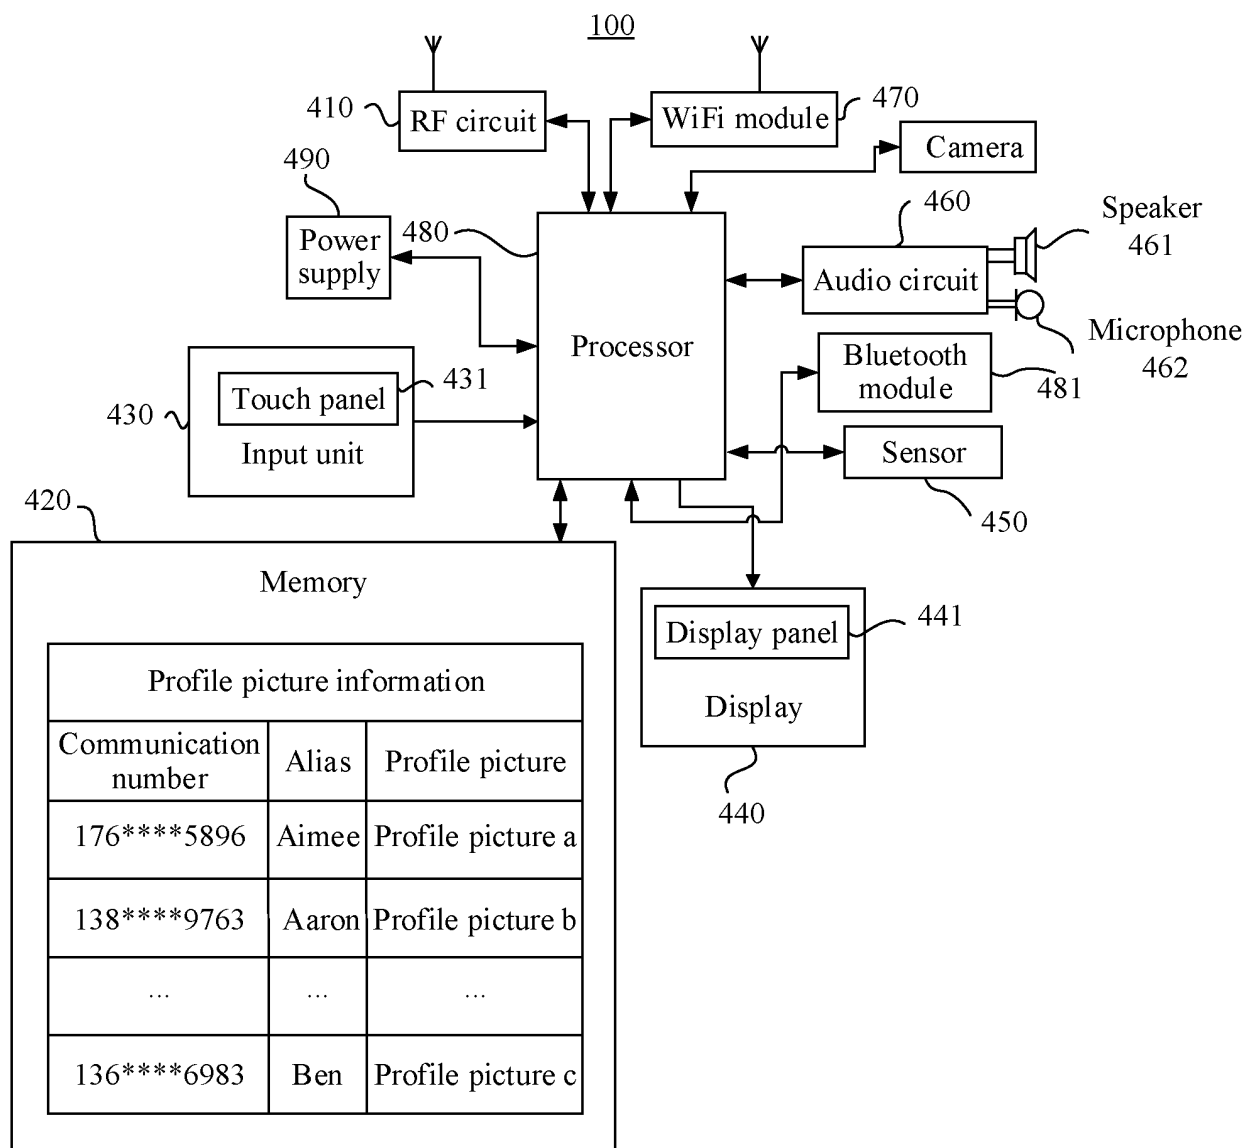 100
410
RF circuit
WiFi module
470
Camera
490
Power
supply
480
460
Speaker
461
Audio circuit
Processor
Microphone
462
Bluetooth
module
481
430
Touch panel
431
Input unit
Sensor
450
420
Memory
Display panel
441
Display
440
Profile picture information
Communication
number
Alias
Profile picture
176****5896
Aimee
Profile picture a
138****9763
Aaron
Profile picture b
...
...
...
136****6983
Ben
Profile picture c